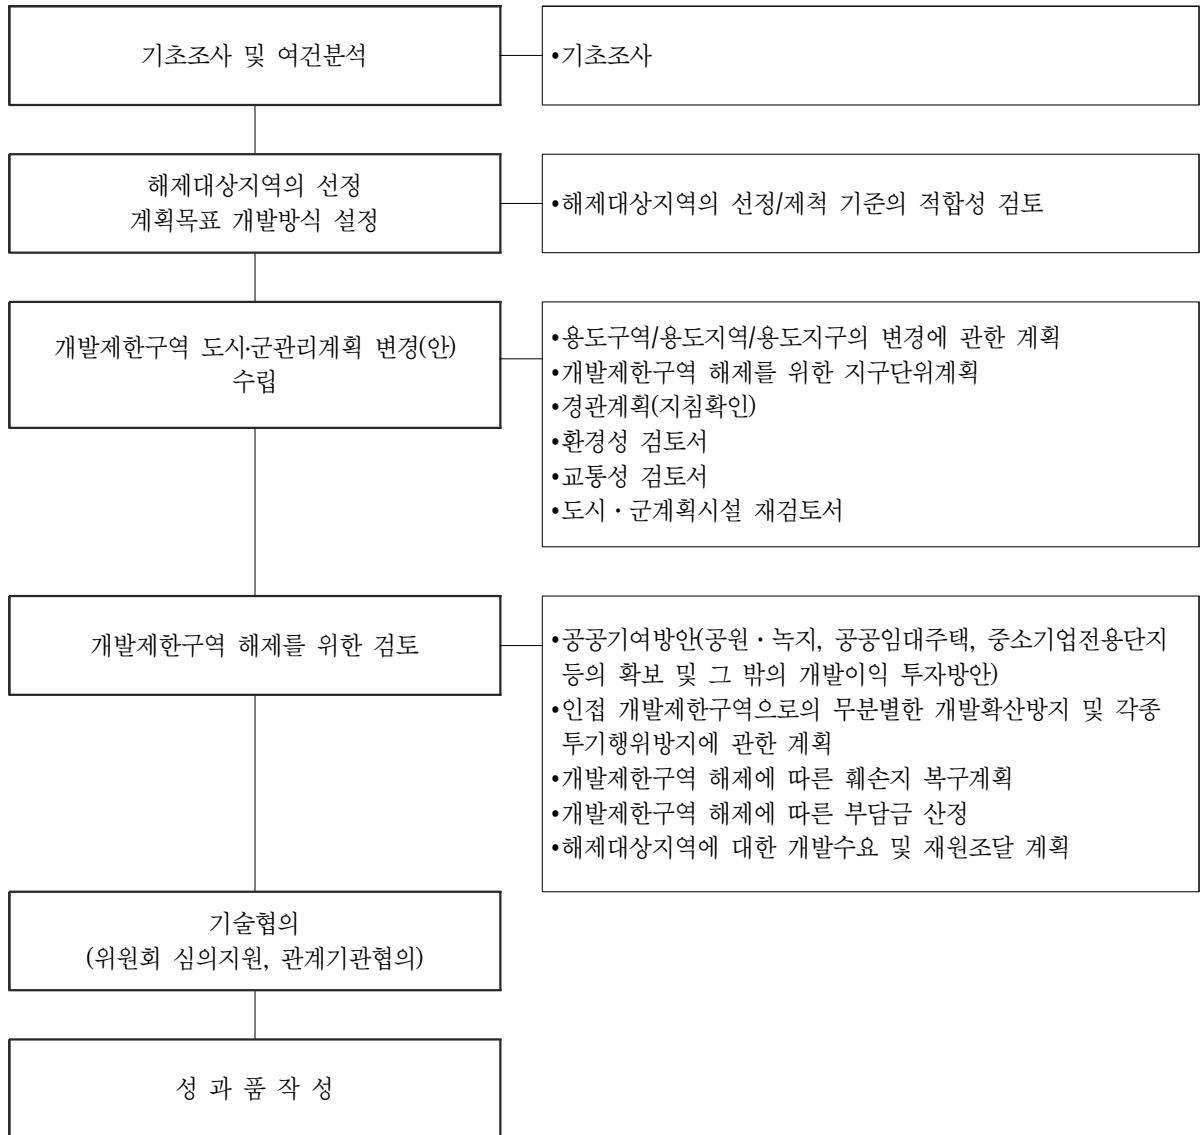 기초조사 및 여건분석
•기초조사
해제대상지역의 선정
계획목표 개발방식 설정
•해제대상지역의 선정/제척 기준의 적합성 검토
개발제한구역 도시·군관리계획 변경(안)
수립
•용도구역/용도지역/용도지구의 변경에 관한 계획
•개발제한구역 해제를 위한 지구단위계획
•경관계획(지침확인)
•환경성 검토서
•교통성 검토서
•도시·군계획시설 재검토서
개발제한구역 해제를 위한 검토
•공공기여방안(공원·녹지, 공공임대주택, 중소기업전용단지
등의 확보 및 그 밖의 개발이익 투자방안)
•인접 개발제한구역으로의 무분별한 개발확산방지 및 각종
투기행위방지에 관한 계획
•개발제한구역 해제에 따른 훼손지 복구계획
•개발제한구역 해제에 따른 부담금 산정
•해제대상지역에 대한 개발수요 및 재원조달 계획
기술협의
(위원회 심의지원, 관계기관협의)
성 과 품 작 성